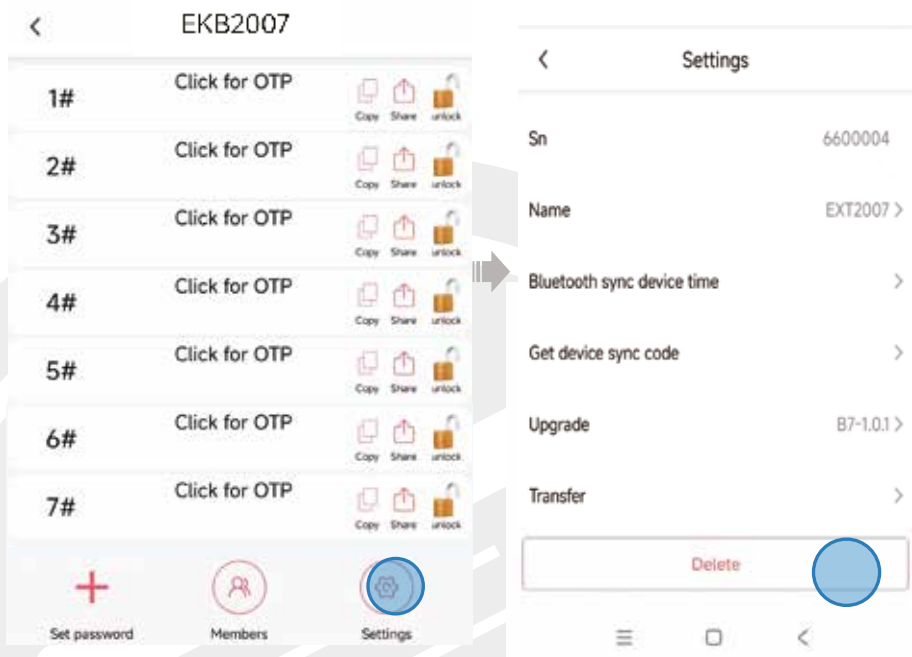 EKB2007
1# Click for OTP
Copy Share unlock
2# Click for OTP
Copy Share unlock
3# Click for OTP
Copy Share unlock
4# Click for OTP
Copy Share unlock
5# Click for OTP
Copy Share unlock
6# Click for OTP
Copy Share unlock
7# Click for OTP
Copy Share unlock
Set password Members Settings
Settings
Sn 6600004
Name EXT2007 >
Bluetooth sync device time >
Get device sync code >
Upgrade B7-1.0.1 >
Transfer >
Delete